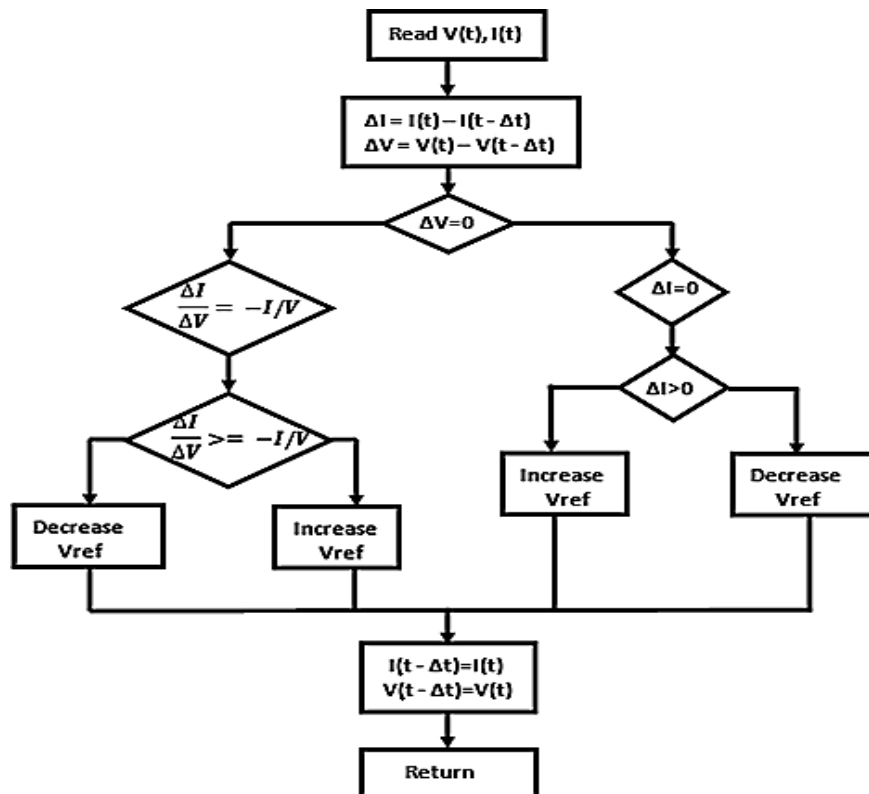 Read V(t), I(t)
ΔI = I(t) – I(t - Δt)
ΔV = V(t) – V(t - Δt)
ΔV=0
ΔI/ΔV = -I/V
ΔI=0
ΔI/ΔV >= -I/V
ΔI>0
Decrease
Vref
Increase
Vref
Increase
Vref
Decrease
Vref
I(t - Δt)=I(t)
V(t - Δt)=V(t)
Return